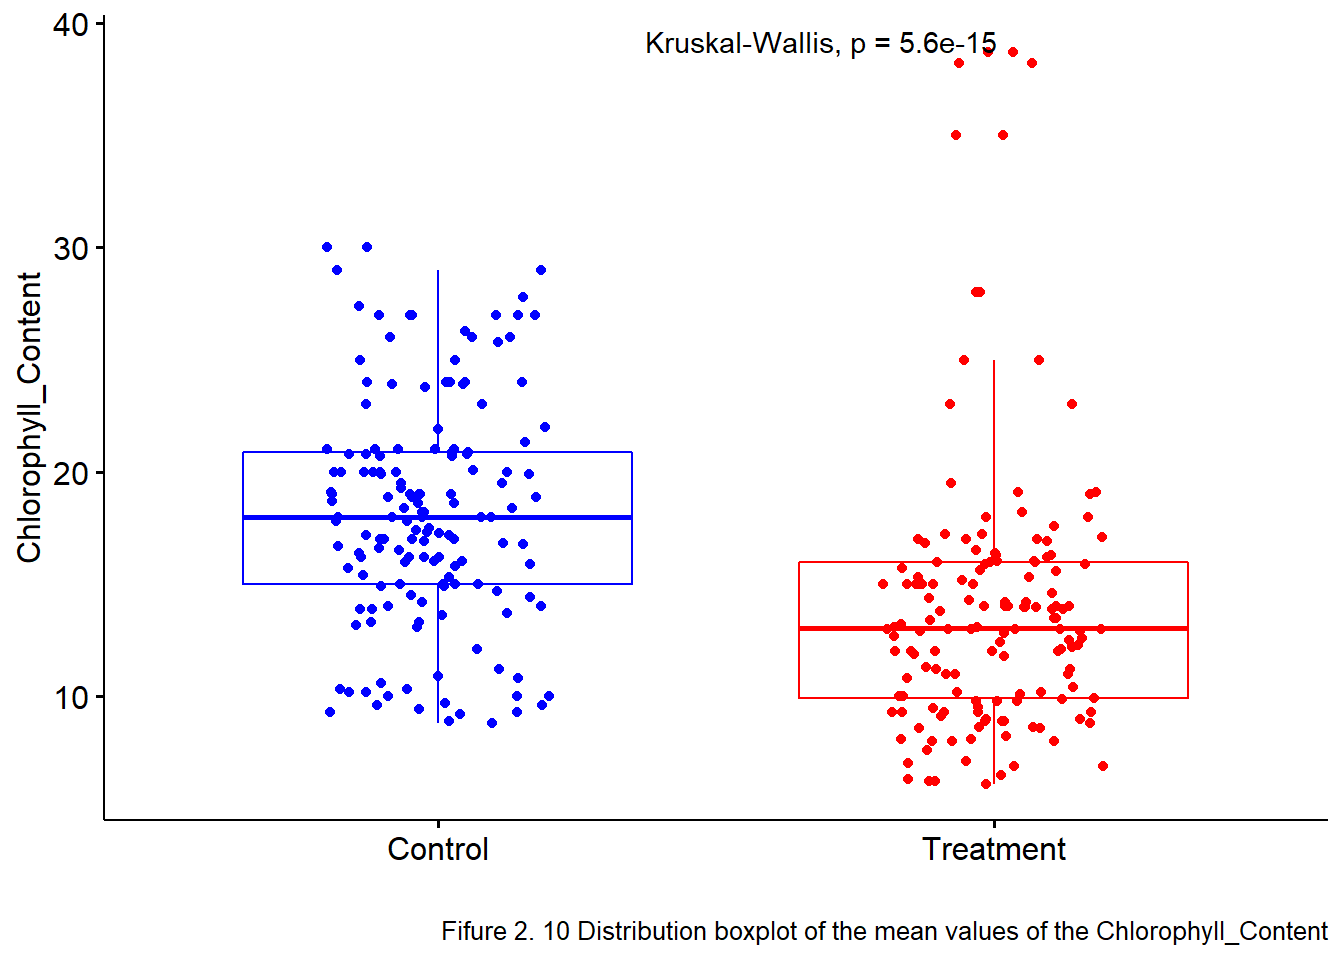 Kruskal-Wallis, p = 5.6e-15
40
30
20
10
Chlorophyll_Content
Control
Treatment
Fifure 2. 10 Distribution boxplot of the mean values of the Chlorophyll_Content